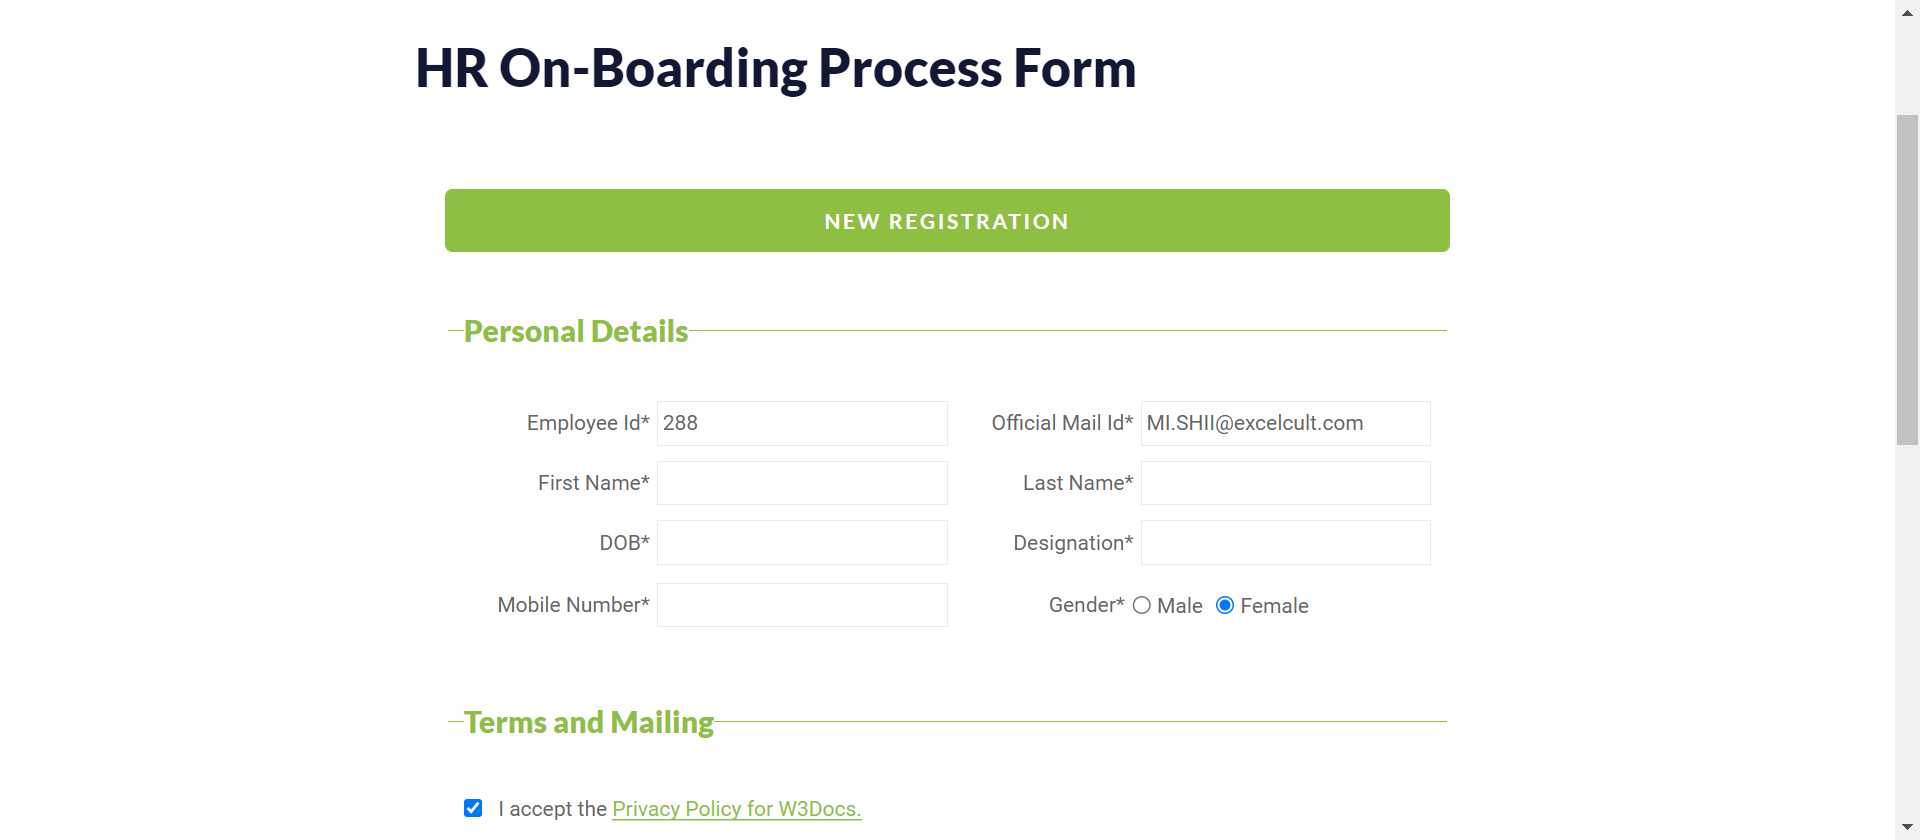 HR On-Boarding Process Form
NEW REGISTRATION
Personal Details
Employee Id* 288 Official Mail Id* MI.SHII@excelcult.com
First Name* Last Name*
DOB* Designation*
Mobile Number* Gender* Male Female
Terms and Mailing
I accept the Privacy Policy for W3Docs.